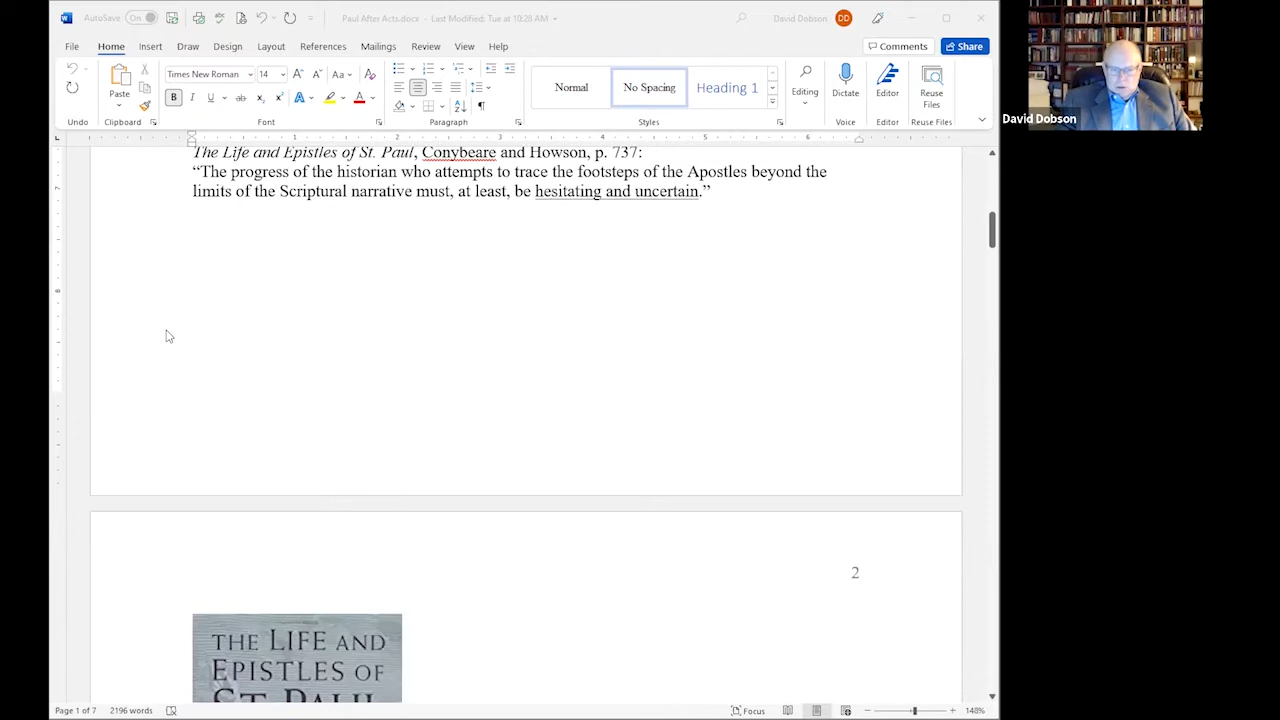 AutoSave
On
Paul After Acts.docx - Last Modified: Tue at 10:28 AM
David Dobson
DD
File Home Insert Draw Design Layout References Mailings Review View Help
Comments
Share
Times New Roman
14
Paste
Normal
No Spacing
Heading 1
Editing
Dictate
Editor
Reuse
Files
Undo
Clipboard
Font
Paragraph
Styles
Voice
Editor
Reuse Files
The Life and Epistles of St. Paul, Conybeare and Howson, p. 737:
“The progress of the historian who attempts to trace the footsteps of the Apostles beyond the
limits of the Scriptural narrative must, at least, be hesitating and uncertain.”
2
THE LIFE AND
EPISTLES OF
ST. PAUL
Page 1 of 7
2196 words
Focus
148%
David Dobson